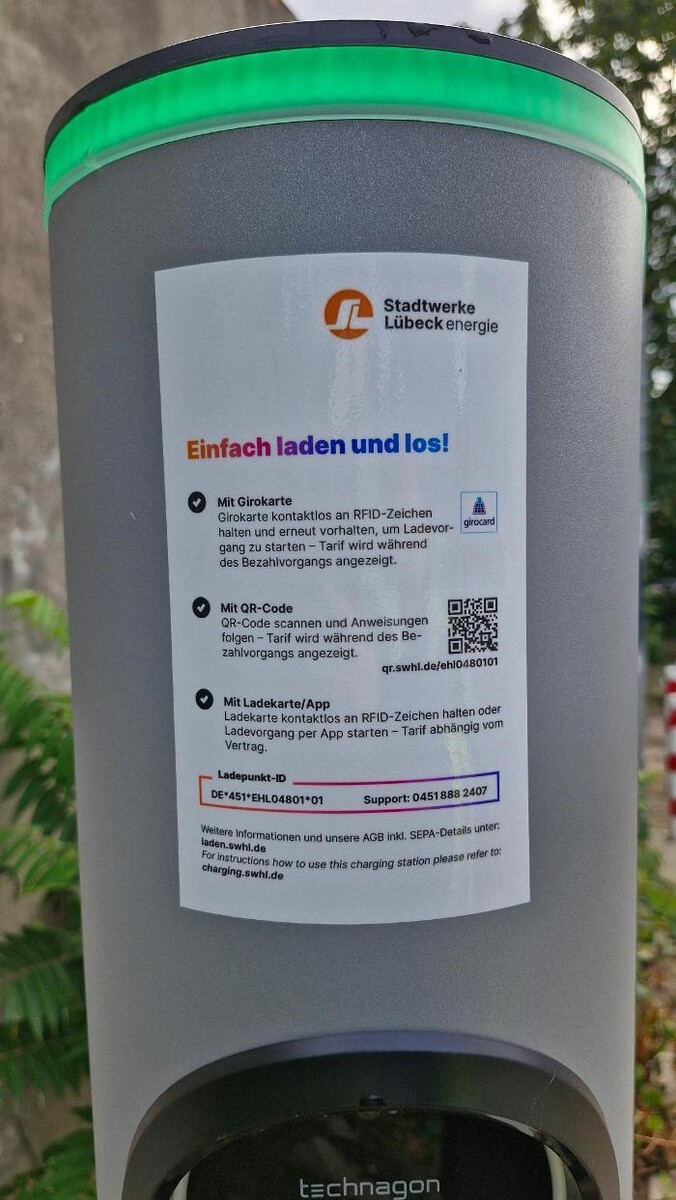 Stadtwerke
Lübeck energie
Einfach laden und los!
Mit Girokarte
Girokarte kontaktlos an RFID-Zeichen
halten und erneut vorhalten, um Ladevor-
gang zu starten – Tarif wird während
des Bezahlvorgangs angezeigt.
girocard
Mit QR-Code
QR-Code scannen und Anweisungen
folgen – Tarif wird während des Be-
zahlvorgangs angezeigt.
qr.swhl.de/ehl0480101
Mit Ladekarte/App
Ladekarte kontaktlos an RFID-Zeichen halten oder
Ladevorgang per App starten – Tarif abhängig vom
Vertrag.
Ladepunkt-ID
DE*451*EHL04801*01 Support: 0451 888 2407
Weitere Informationen und unsere AGB inkl. SEPA-Details unter:
laden.swhl.de
For instructions how to use this charging station please refer to:
charging.swhl.de
technagon